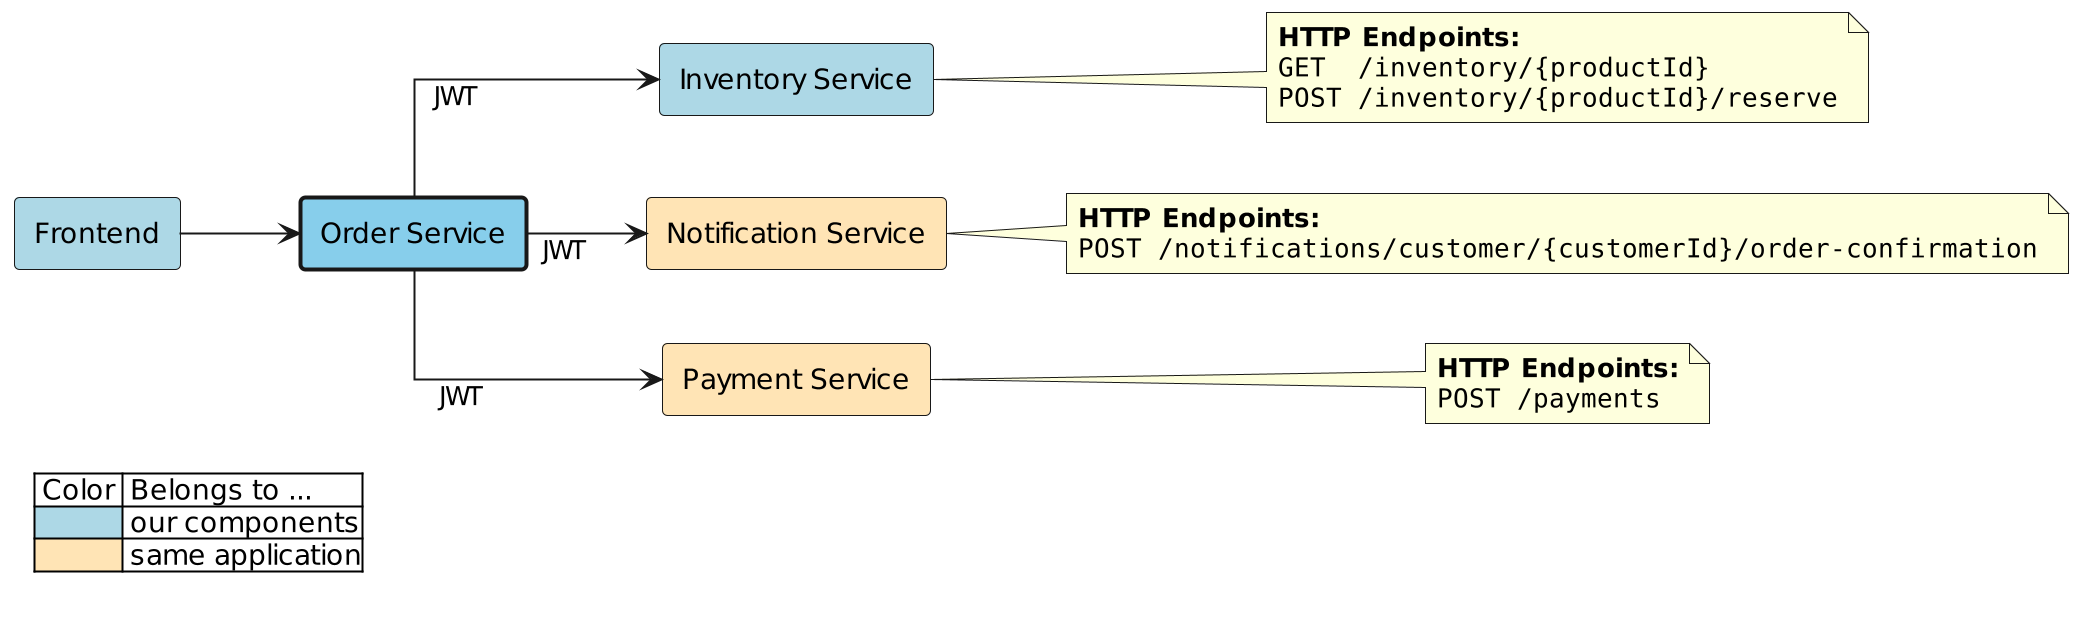 HTTP Endpoints:
GET  /inventory/{productId}
POST /inventory/{productId}/reserve
Inventory Service
JWT
Frontend
Order Service
JWT
Notification Service
HTTP Endpoints:
POST /notifications/customer/{customerId}/order-confirmation
JWT
Payment Service
HTTP Endpoints:
POST /payments
Color Belongs to ...
our components
same application